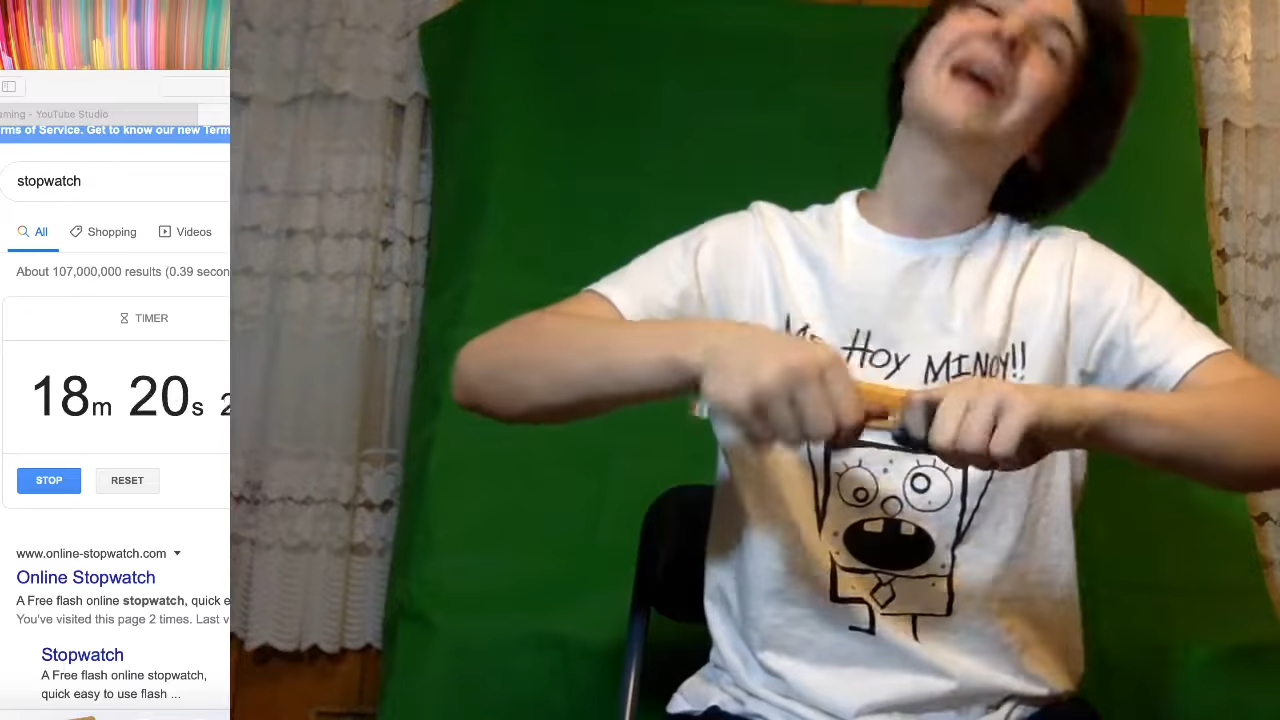 aming - YouTube Studio
rms of Service. Get to know our new Term
stopwatch
All Shopping Videos
About 107,000,000 results (0.39 secon
TIMER
18m 20s 2
STOP RESET
www.online-stopwatch.com
Online Stopwatch
A Free flash online stopwatch, quick e
You've visited this page 2 times. Last v
Stopwatch
A Free flash online stopwatch,
quick easy to use flash ...
HOY MINOY!!